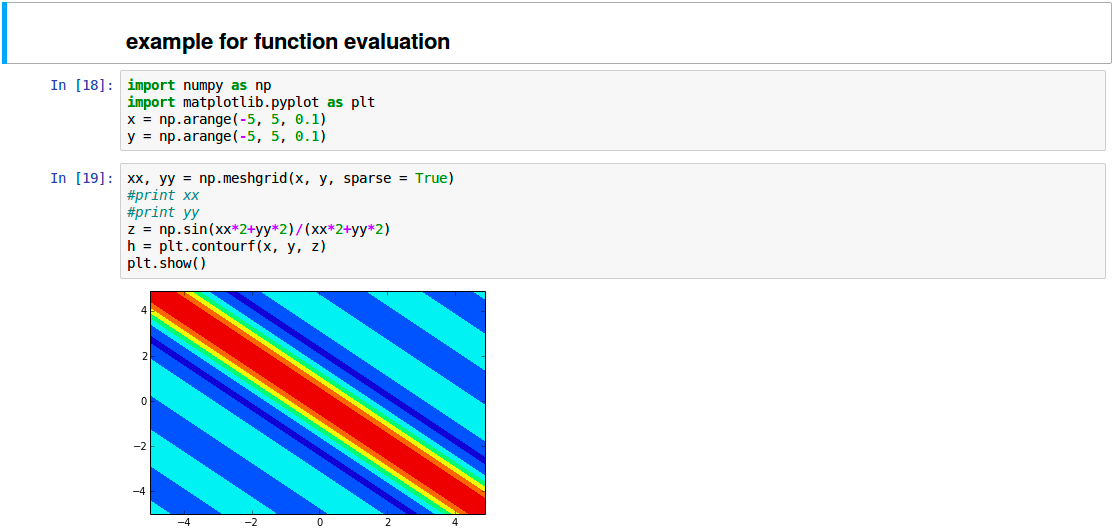 example for function evaluation
In [18]:
import numpy as np
import matplotlib.pyplot as plt
x = np.arange(-5, 5, 0.1)
y = np.arange(-5, 5, 0.1)
In [19]:
xx, yy = np.meshgrid(x, y, sparse = True)
#print xx
#print yy
z = np.sin(xx*2+yy*2)/(xx*2+yy*2)
h = plt.contourf(x, y, z)
plt.show()
4
2
0
−2
−4
−4 −2 0 2 4